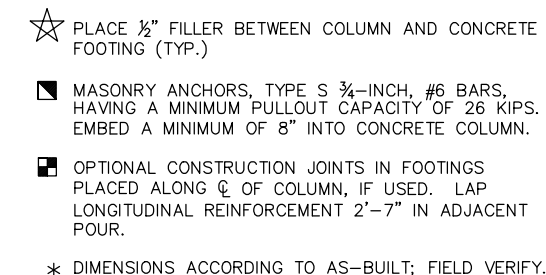 PLACE ½" FILLER BETWEEN COLUMN AND CONCRETE
FOOTING (TYP.)
MASONRY ANCHORS, TYPE S ¾-INCH, #6 BARS,
HAVING A MINIMUM PULLOUT CAPACITY OF 26 KIPS.
EMBED A MINIMUM OF 8" INTO CONCRETE COLUMN.
OPTIONAL CONSTRUCTION JOINTS IN FOOTINGS
PLACED ALONG ℄ OF COLUMN, IF USED. LAP
LONGITUDINAL REINFORCEMENT 2'-7" IN ADJACENT
POUR.
* DIMENSIONS ACCORDING TO AS-BUILT; FIELD VERIFY.